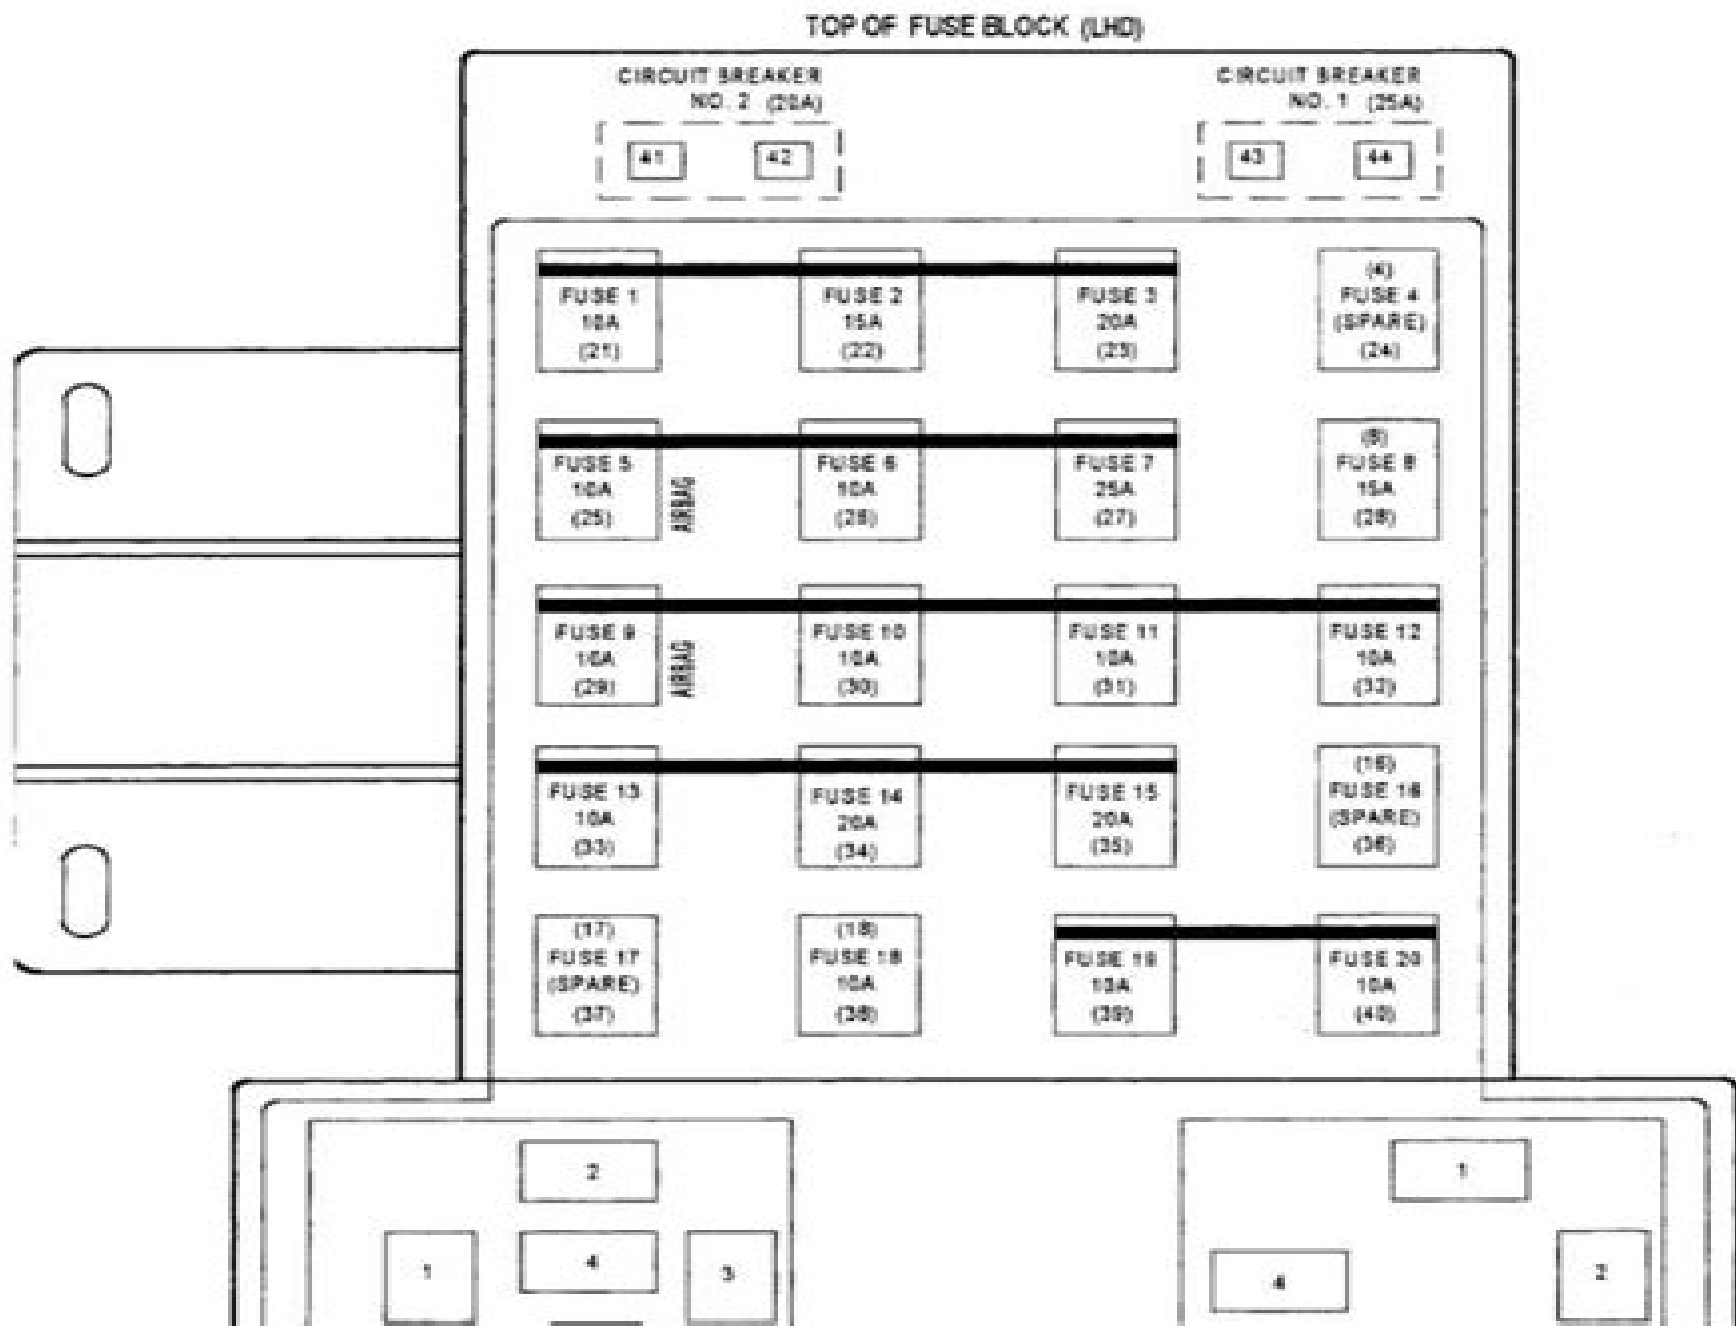 TOP OF FUSE BLOCK (LHD)
CIRCUIT BREAKER
NO. 2 (20A)
CIRCUIT BREAKER
NO. 1 (25A)
41
42
43
44
FUSE 1
10A
(21)
FUSE 2
15A
(22)
FUSE 3
20A
(23)
(4)
FUSE 4
(SPARE)
(24)
FUSE 5
10A
(25)
AIRBAG
FUSE 6
10A
(26)
FUSE 7
25A
(27)
(8)
FUSE 8
15A
(28)
FUSE 9
10A
(29)
AIRBAG
FUSE 10
10A
(30)
FUSE 11
10A
(31)
FUSE 12
10A
(32)
FUSE 13
10A
(33)
FUSE 14
20A
(34)
FUSE 15
20A
(35)
(16)
FUSE 16
(SPARE)
(36)
(17)
FUSE 17
(SPARE)
(37)
(18)
FUSE 18
10A
(38)
FUSE 19
10A
(39)
FUSE 20
10A
(40)
2
1
4
3
1
4
2